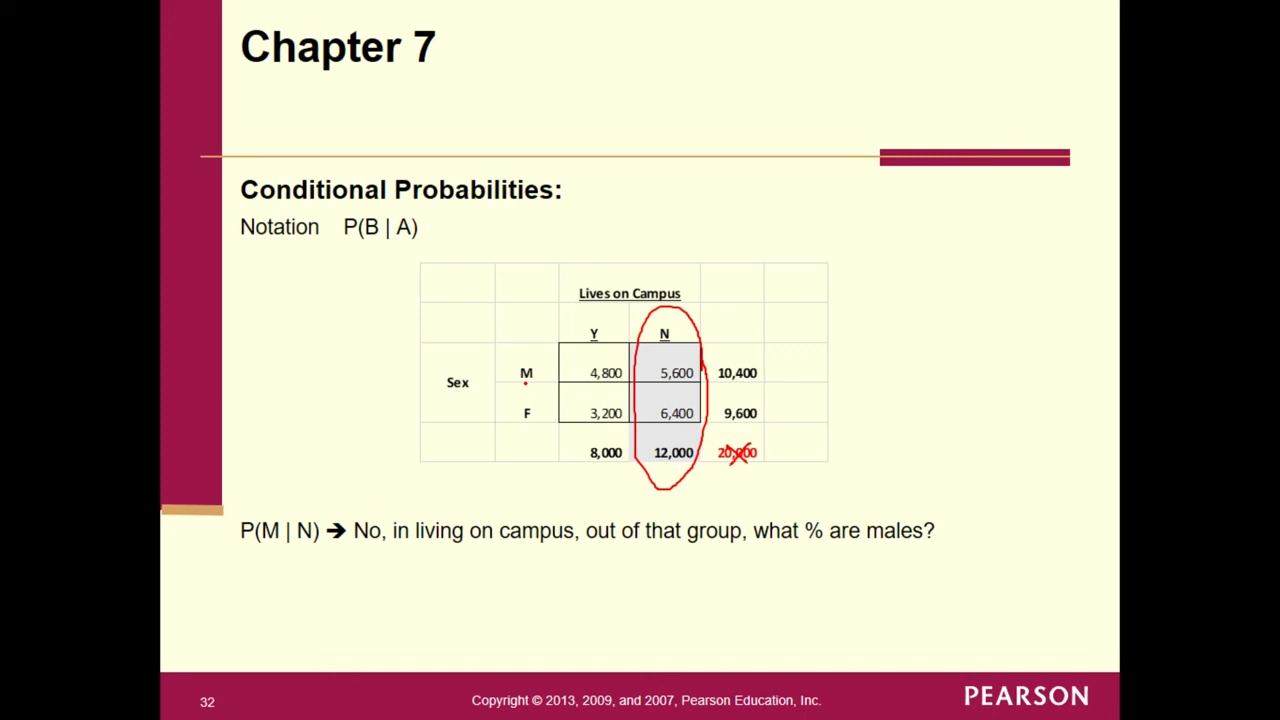 Chapter 7
Conditional Probabilities:
Notation P(B | A)
Lives on Campus
Y N
Sex
M 4,800 5,600 10,400
F 3,200 6,400 9,600
8,000 12,000 20,000
P(M | N) ➔ No, in living on campus, out of that group, what % are males?
32
Copyright © 2013, 2009, and 2007, Pearson Education, Inc.
PEARSON